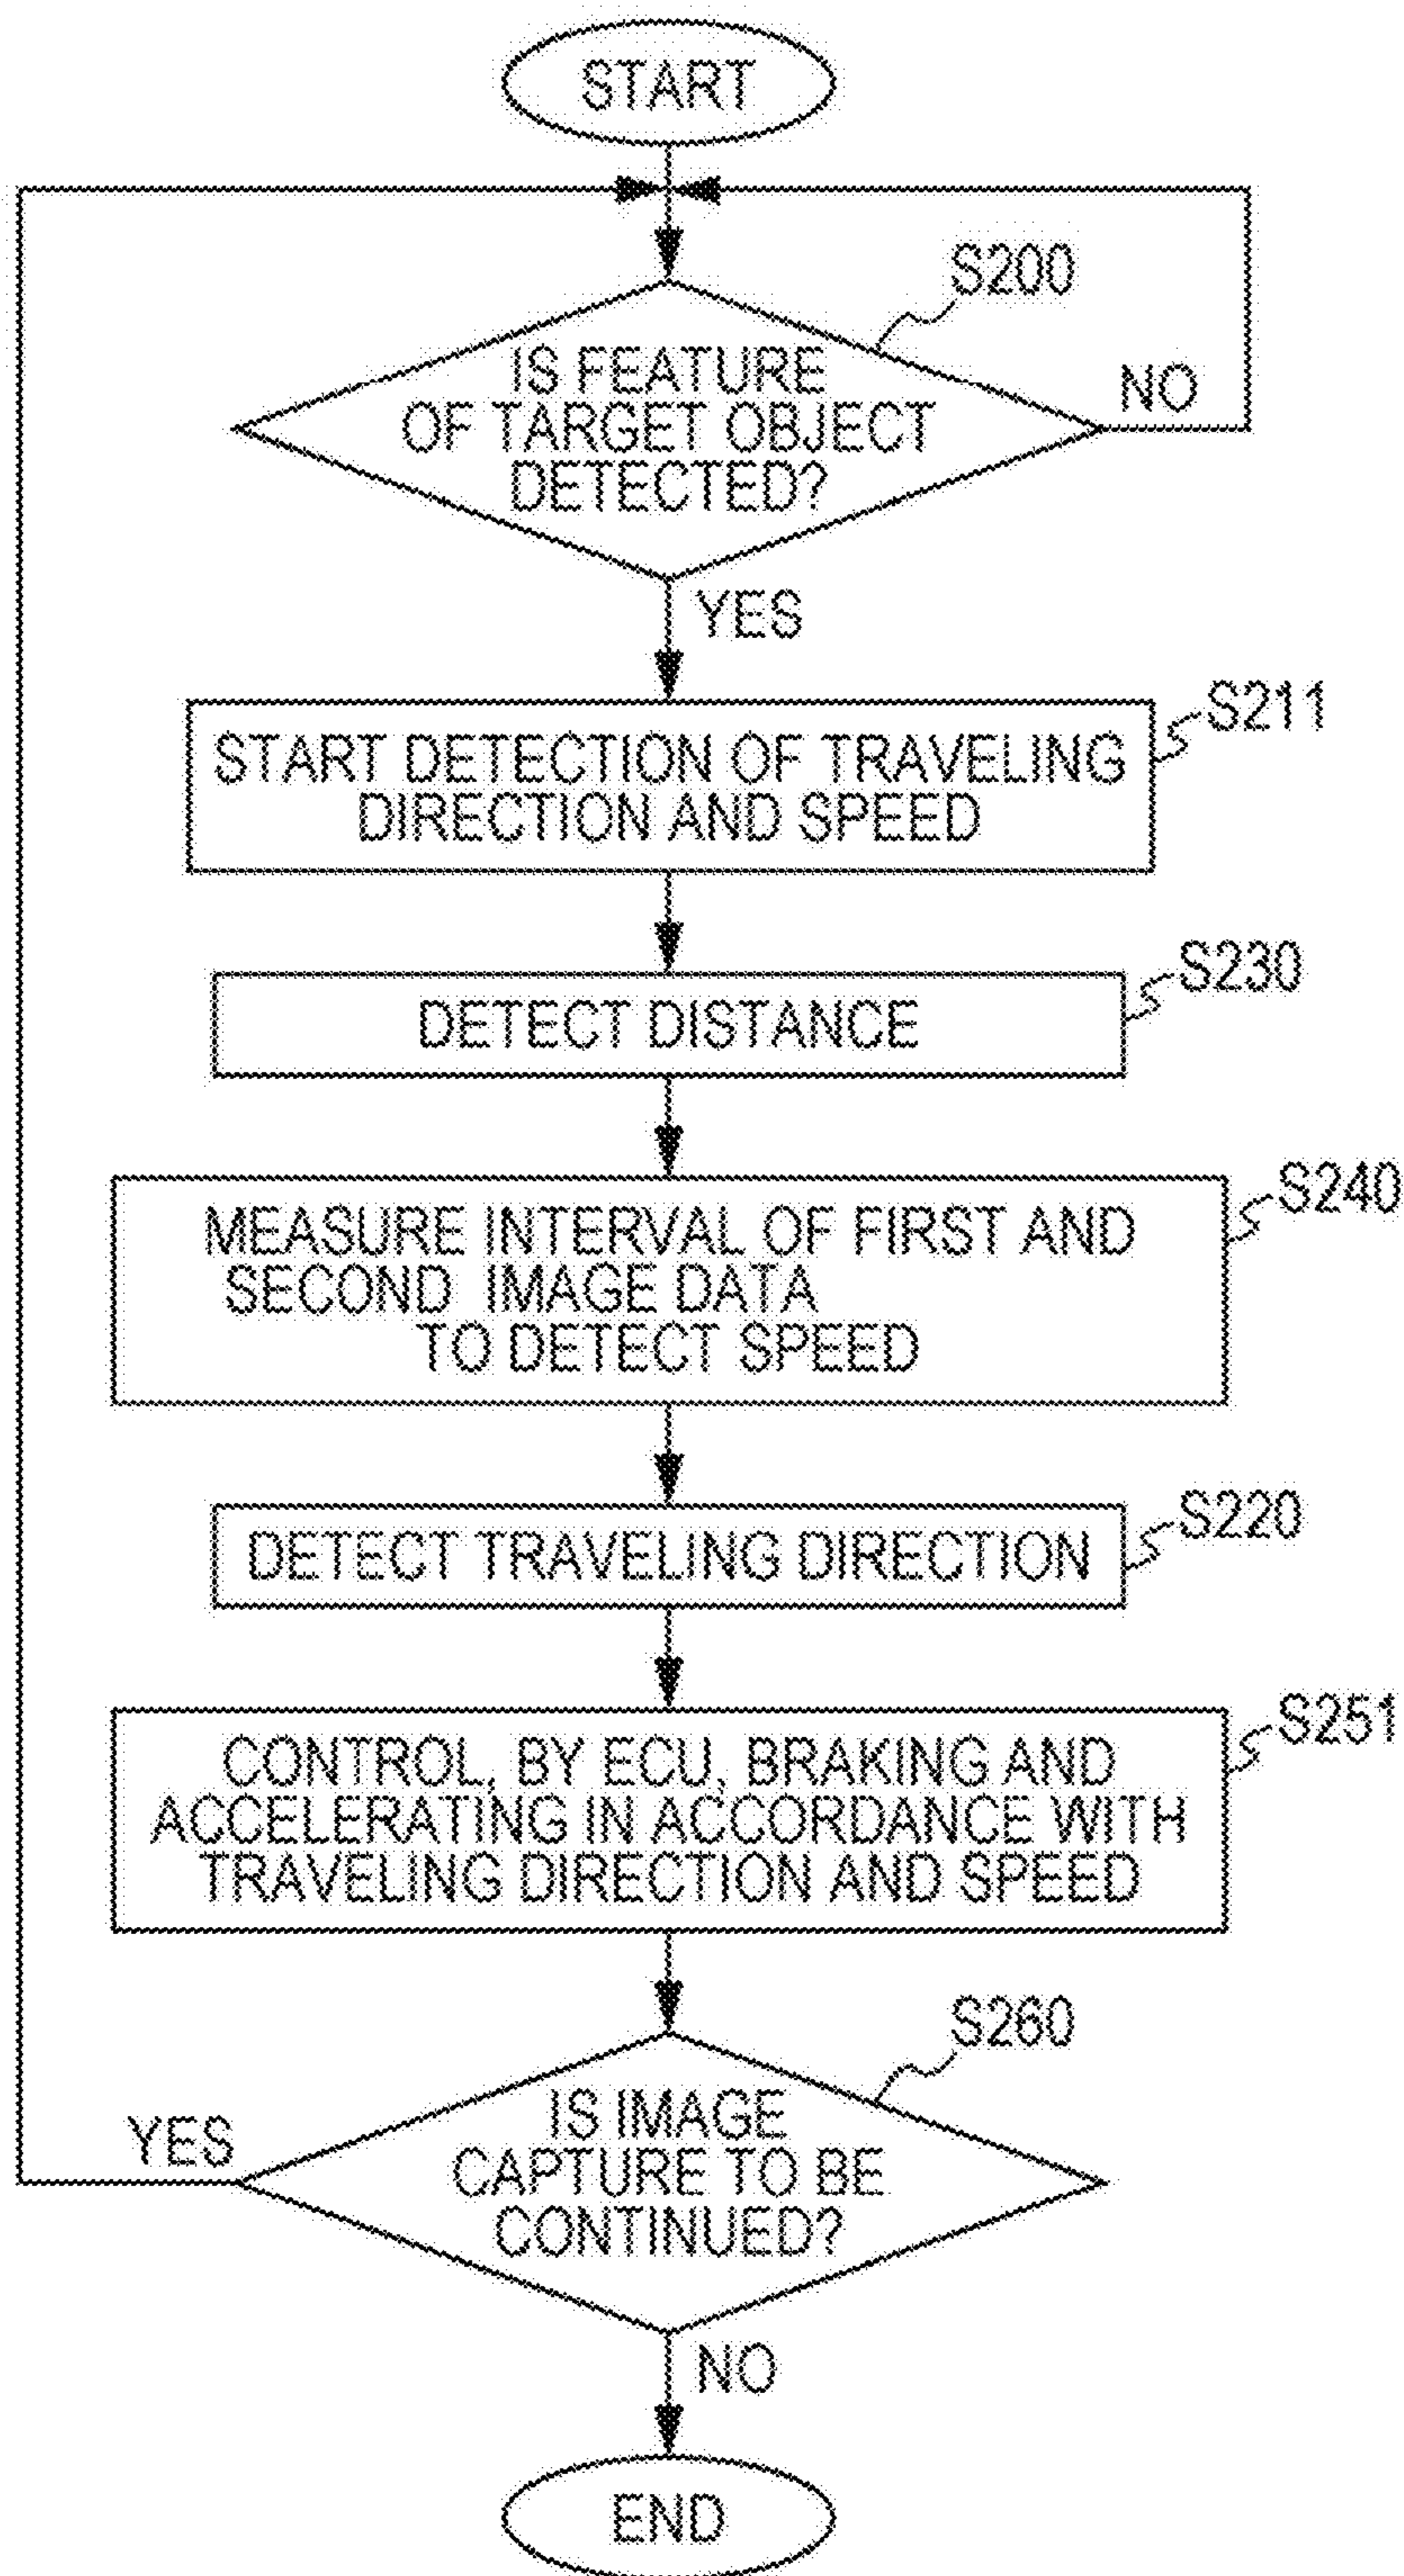 START
S200
IS FEATURE
OF TARGET OBJECT
DETECTED?
NO
YES
S211
START DETECTION OF TRAVELING
DIRECTION AND SPEED
S230
DETECT DISTANCE
S240
MEASURE INTERVAL OF FIRST AND
SECOND IMAGE DATA
TO DETECT SPEED
S220
DETECT TRAVELING DIRECTION
S251
CONTROL, BY ECU, BRAKING AND
ACCELERATING IN ACCORDANCE WITH
TRAVELING DIRECTION AND SPEED
S260
IS IMAGE
CAPTURE TO BE
CONTINUED?
YES
NO
END